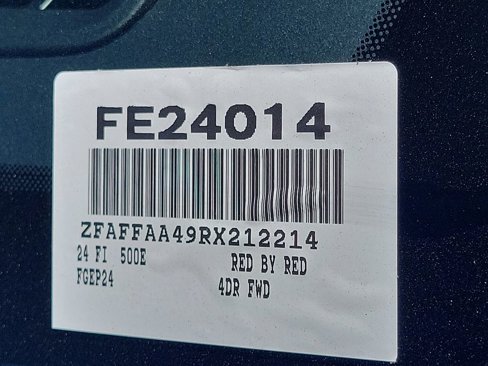 FE24014
ZFAFFAA49RX212214
24 FI 500E RED BY RED
FGEP24 4DR FWD